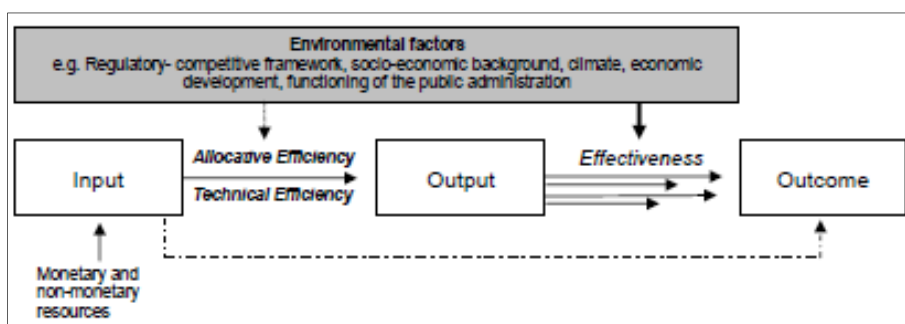 Environmental factors
e.g. Regulatory- competitive framework, socio-economic background, climate, economic
development, functioning of the public administration
Allocative Efficiency
Effectiveness
Input
Output
Outcome
Technical Efficiency
Monetary and
non-monetary
resources